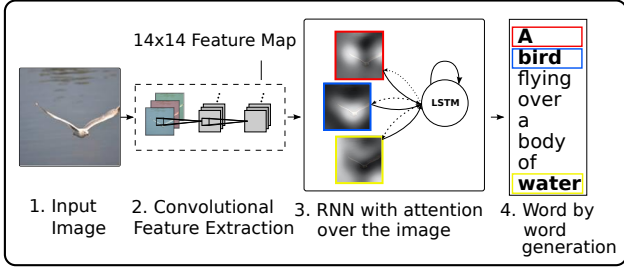 14x14 Feature Map
LSTM
A
bird
flying
over
a
body
of
water
1. Input
Image
2. Convolutional
Feature Extraction
3. RNN with attention
over the image
4. Word by
word
generation